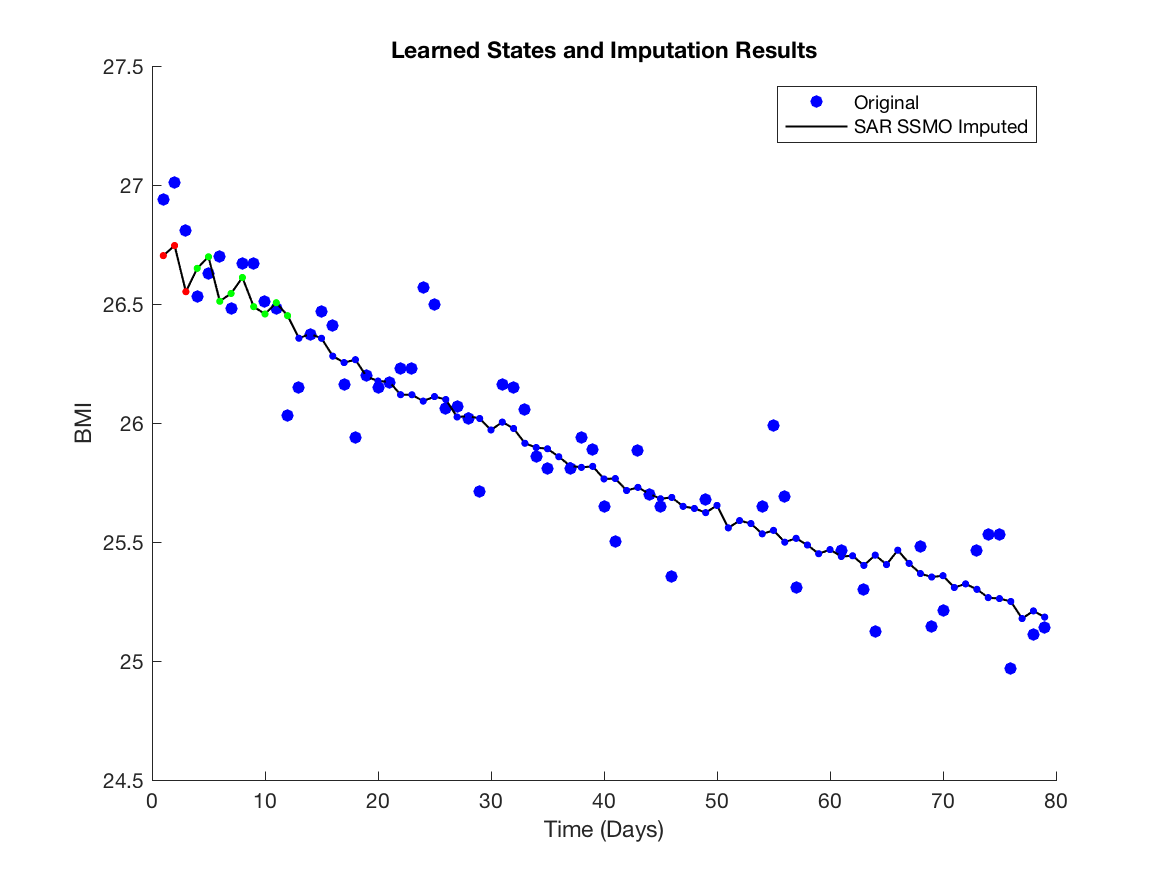 Learned States and Imputation Results
Original
SAR SSMO Imputed
27.5
27
26.5
26
25.5
25
24.5
BMI
0 10 20 30 40 50 60 70 80
Time (Days)